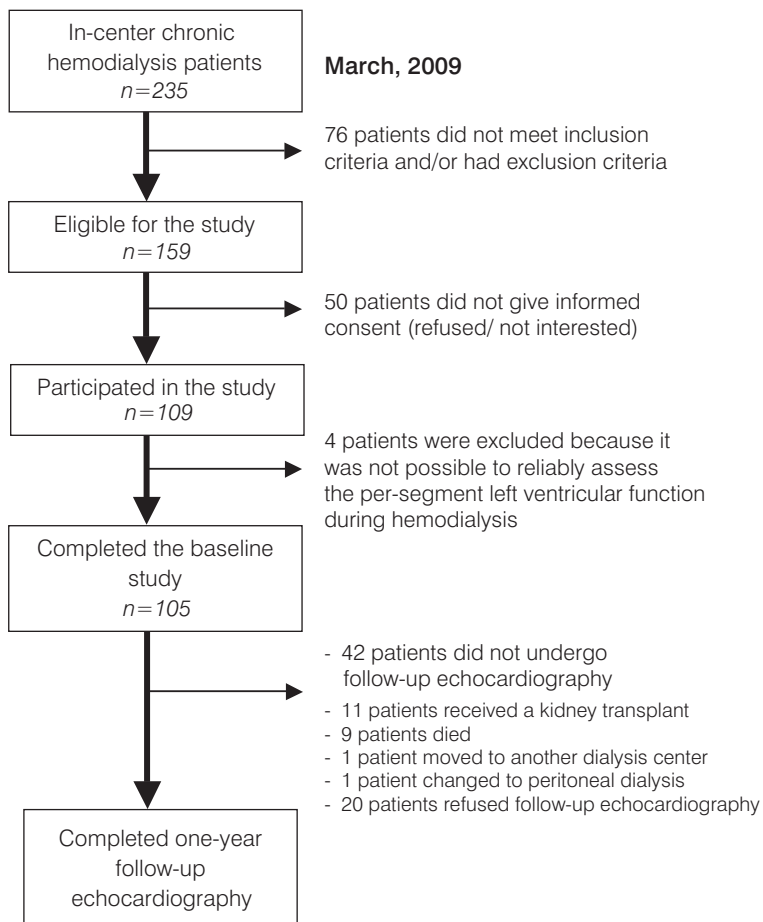 In-center chronic
hemodialysis patients
n=235
March, 2009
76 patients did not meet inclusion
criteria and/or had exclusion criteria
Eligible for the study
n=159
50 patients did not give informed
consent (refused/ not interested)
Participated in the study
n=109
4 patients were excluded because it
was not possible to reliably assess
the per-segment left ventricular function
during hemodialysis
Completed the baseline
study
n=105
- 42 patients did not undergo
follow-up echocardiography
- 11 patients received a kidney transplant
- 9 patients died
- 1 patient moved to another dialysis center
- 1 patient changed to peritoneal dialysis
- 20 patients refused follow-up echocardiography
Completed one-year
follow-up
echocardiography